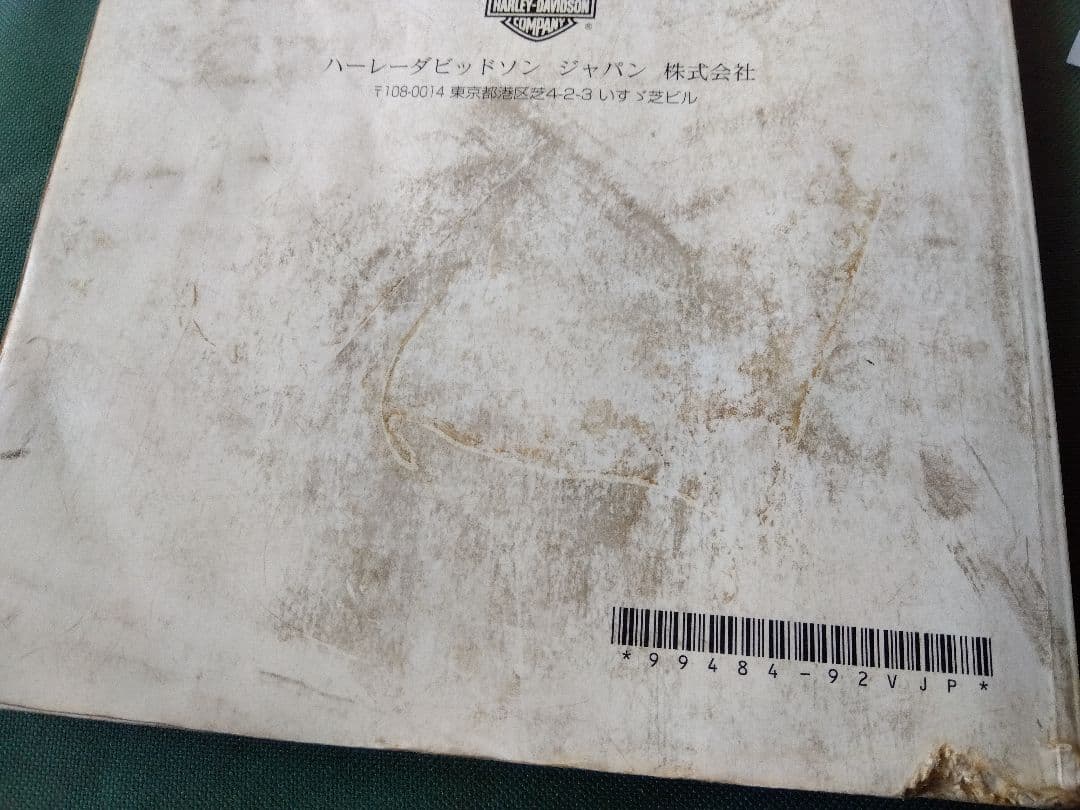 HARLEY-DAVIDSON
COMPANY
®
ハーレーダビッドソン ジャパン 株式会社
〒108-0014 東京都港区芝4-2-3 いすゞ芝ビル
*99484-92VJP*